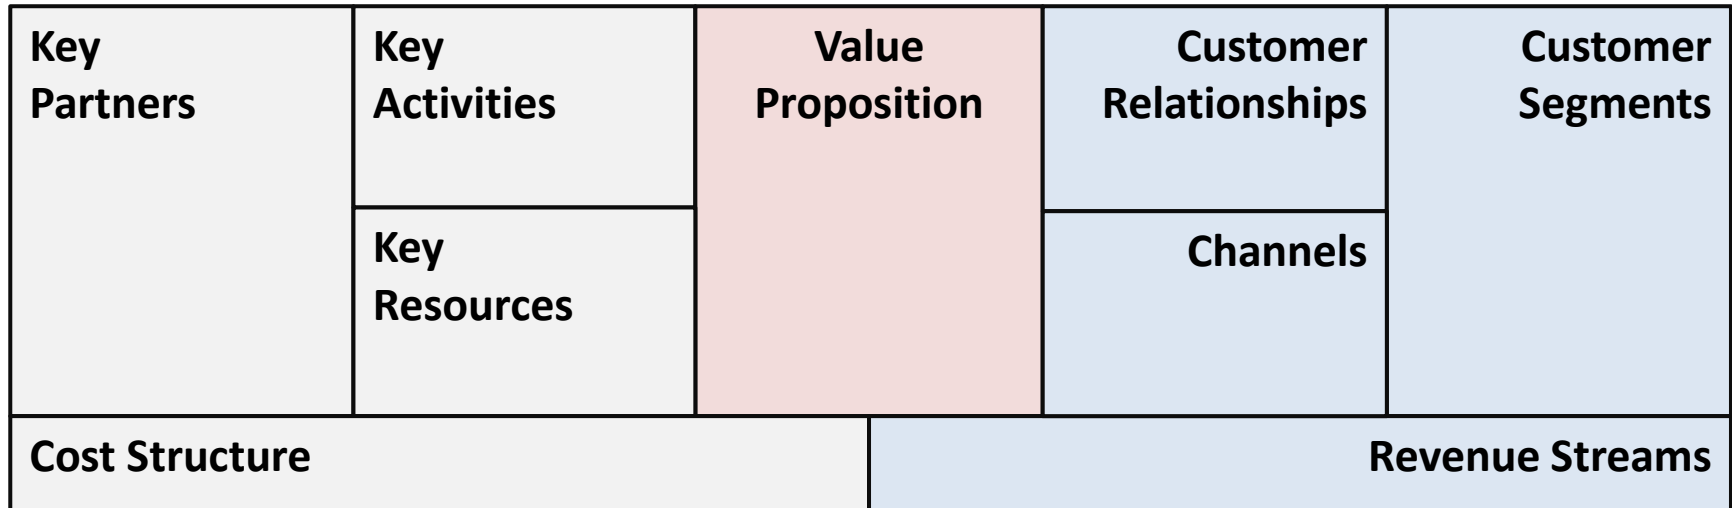 Key
Partners
Key
Activities
Key
Resources
Value
Proposition
Customer
Relationships
Channels
Customer
Segments
Cost Structure
Revenue Streams